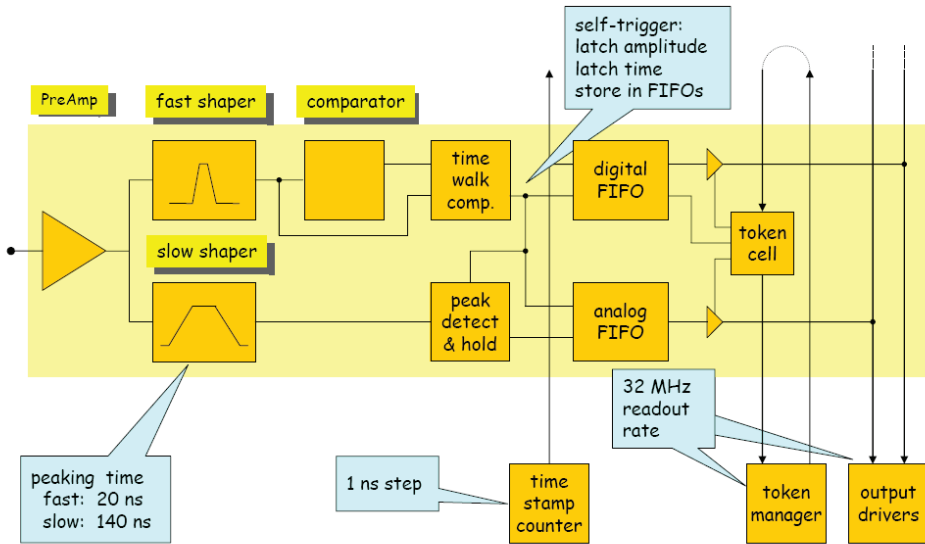 self-trigger:
latch amplitude
latch time
store in FIFOs
PreAmp
fast shaper
comparator
time
walk
comp.
digital
FIFO
token
cell
slow shaper
peak
detect
& hold
analog
FIFO
32 MHz
readout
rate
peaking time
fast: 20 ns
slow: 140 ns
1 ns step
time
stamp
counter
token
manager
output
drivers